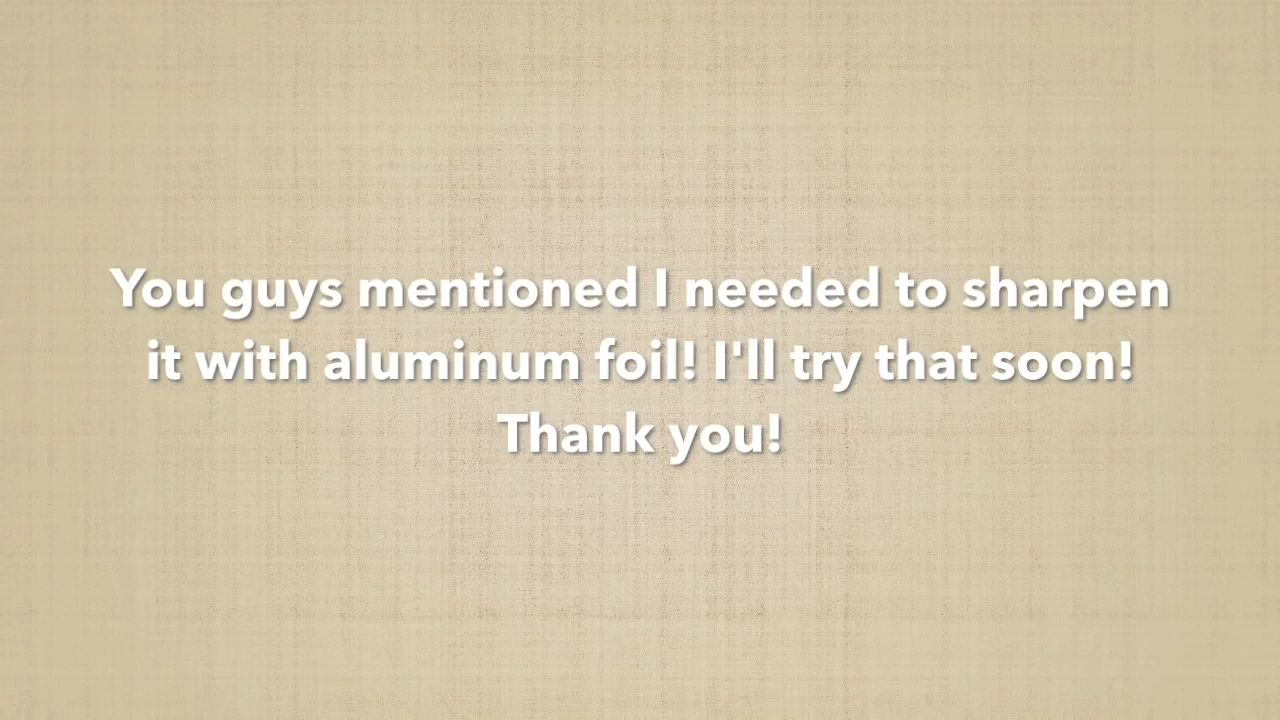 You guys mentioned I needed to sharpen
it with aluminum foil! I'll try that soon!
Thank you!